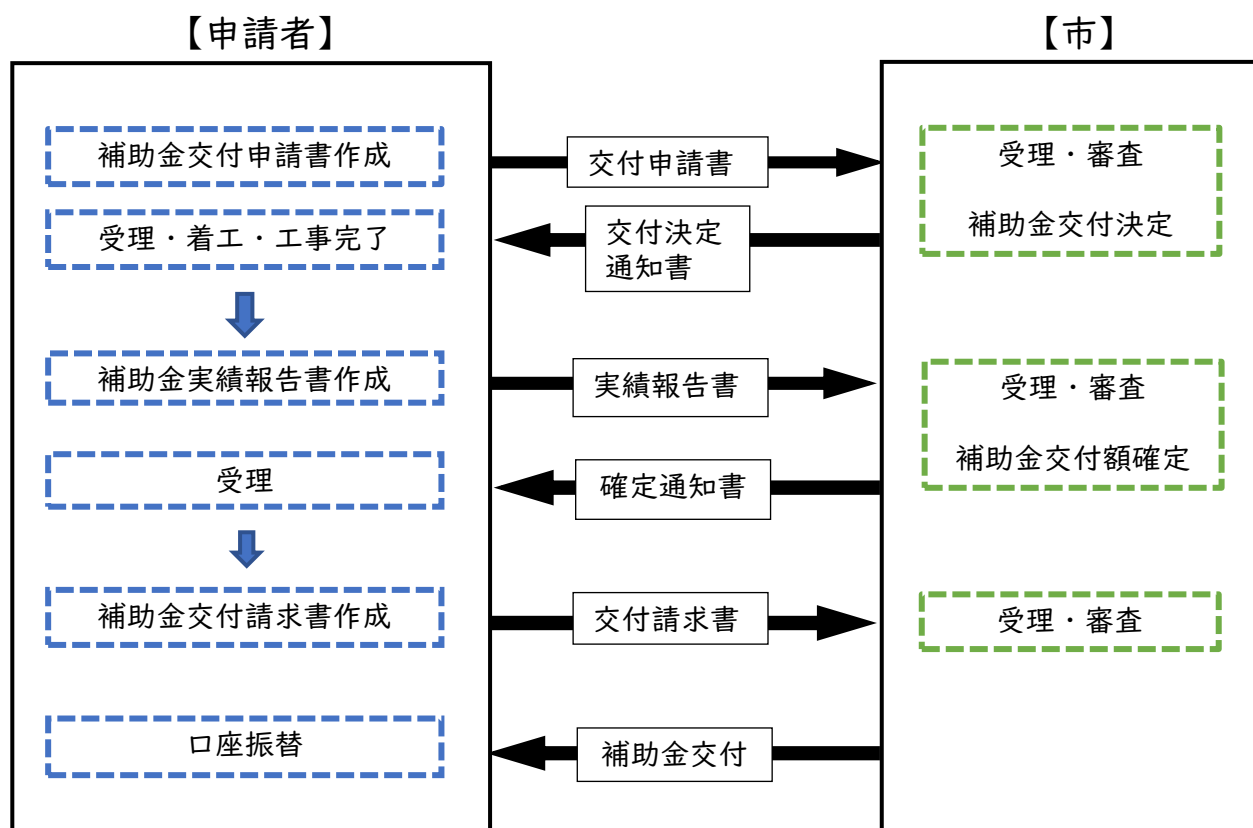 【申請者】
【市】
補助金交付申請書作成
交付申請書
受理・審査
補助金交付決定
受理・着工・工事完了
交付決定
通知書
補助金実績報告書作成
実績報告書
受理・審査
補助金交付額確定
受理
確定通知書
補助金交付請求書作成
交付請求書
受理・審査
口座振替
補助金交付